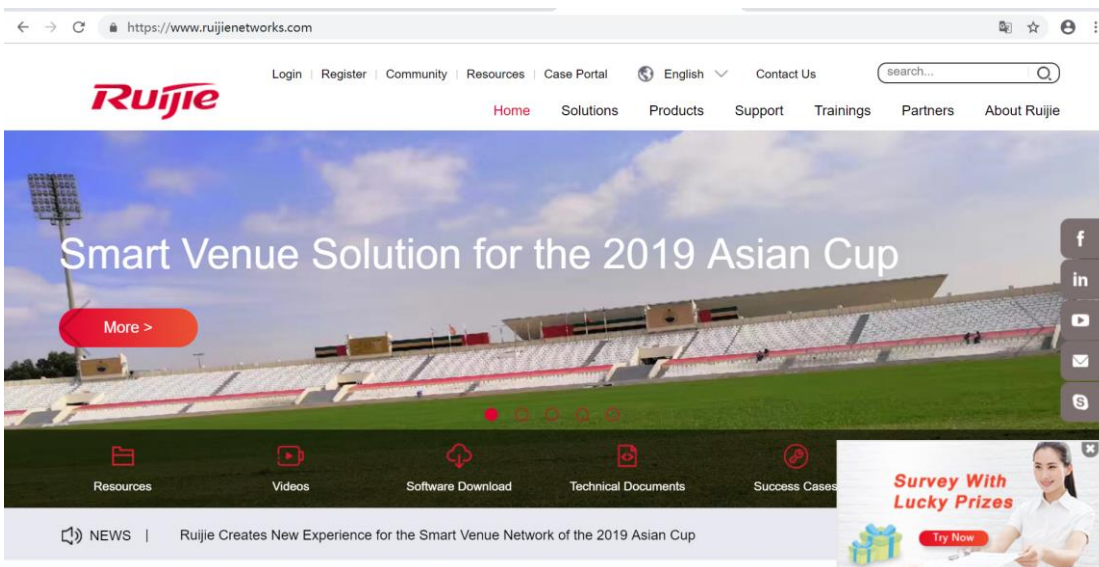 https://www.ruijienetworks.com
Login | Register | Community | Resources | Case Portal English Contact Us search...
Ruijie
Home Solutions Products Support Trainings Partners About Ruijie
Smart Venue Solution for the 2019 Asian Cup
More >
f
in
S
Resources Videos Software Download Technical Documents Success Cases
Survey With
Lucky Prizes
Try Now
NEWS | Ruijie Creates New Experience for the Smart Venue Network of the 2019 Asian Cup